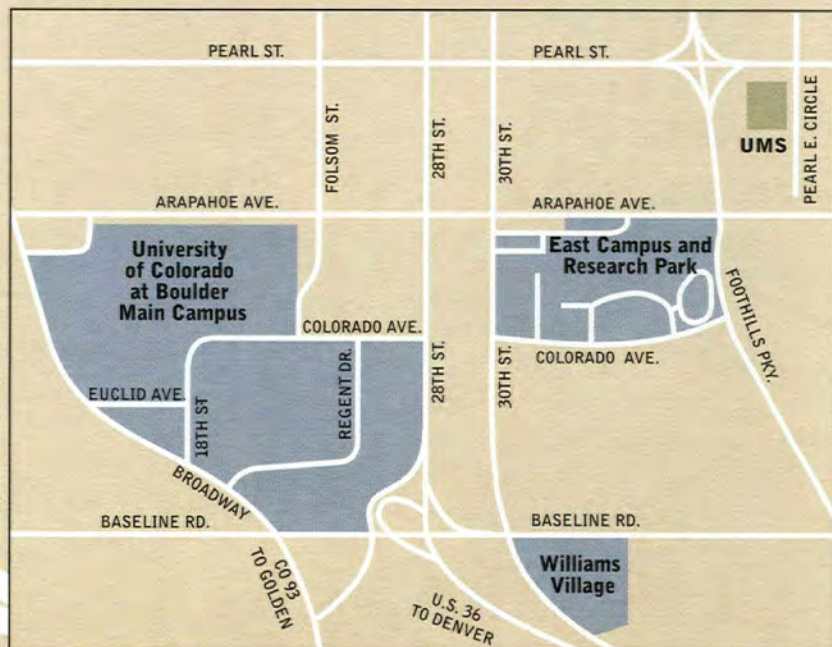 PEARL ST.
PEARL ST.
FOLSOM ST.
28TH ST.
30TH ST.
PEARL E. CIRCLE
UMS
ARAPAHOE AVE.
ARAPAHOE AVE.
University
of Colorado
at Boulder
Main Campus
East Campus and
Research Park
FOOTHILLS PKY.
COLORADO AVE.
COLORADO AVE.
EUCLID AVE.
18TH ST
REGENT DR.
28TH ST.
30TH ST.
BROADWAY
BASELINE RD.
BASELINE RD.
CO 93
TO GOLDEN
U.S. 36
TO DENVER
Williams
Village